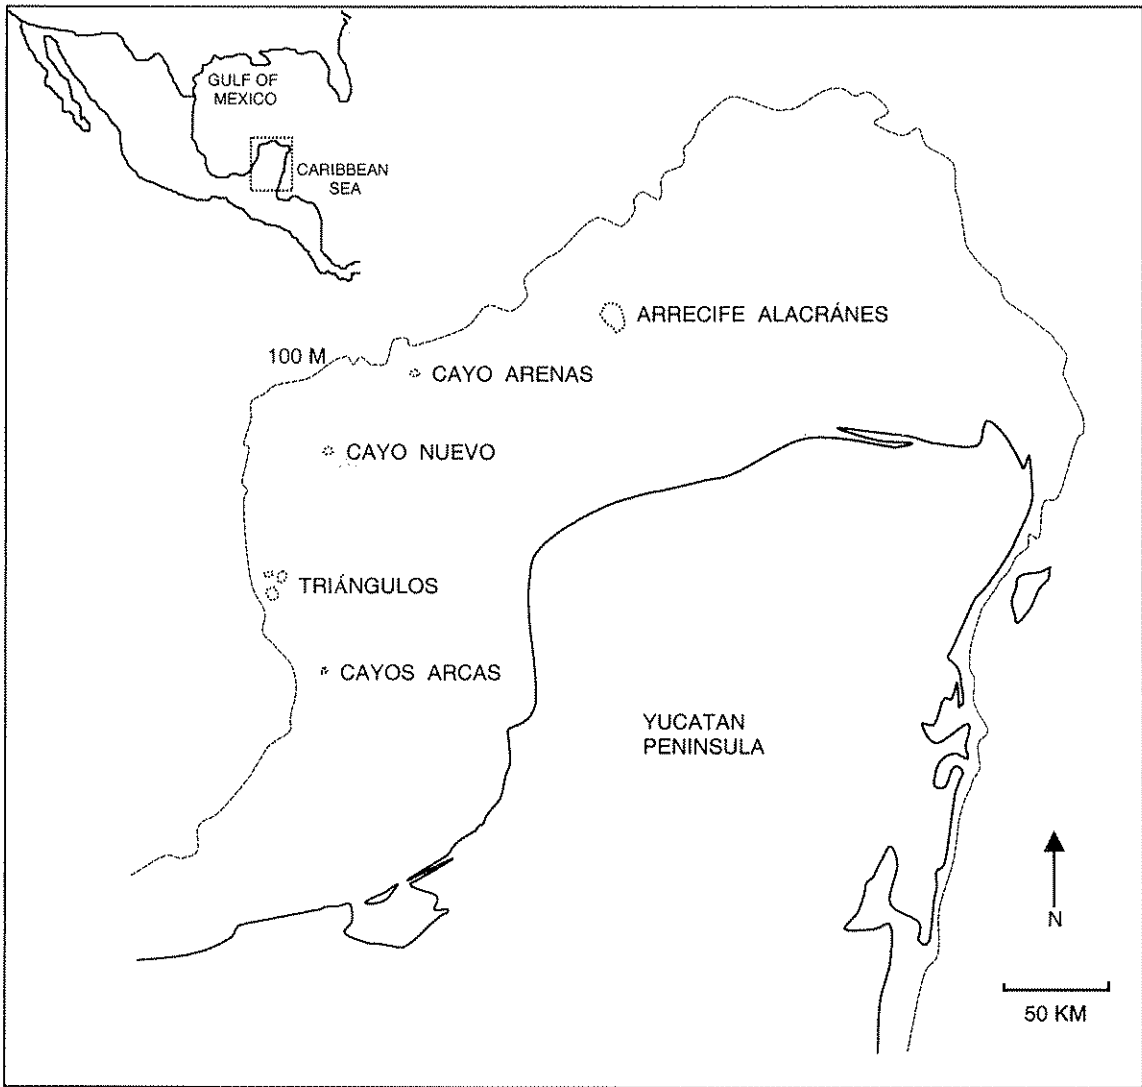 GULF OF
MEXICO
CARIBBEAN
SEA
ARRECIFE ALACRÁNES
100 M
CAYO ARENAS
CAYO NUEVO
TRIÁNGULOS
CAYOS ARCAS
YUCATAN
PENINSULA
N
50 KM